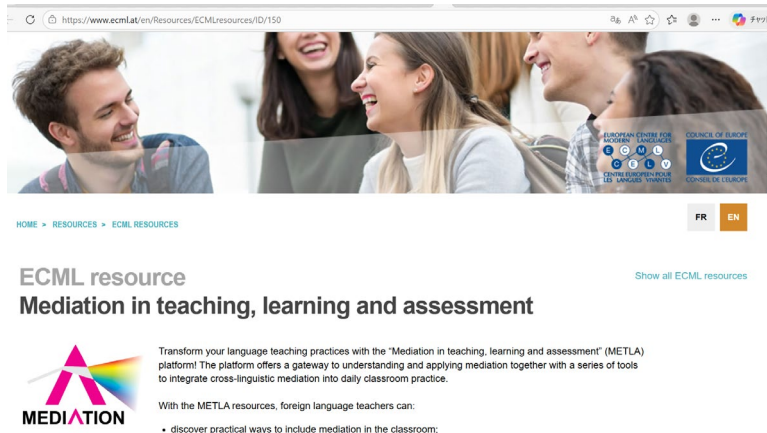 https://www.ecml.at/en/Resources/ECMLresources/ID/150
EUROPEAN CENTRE FOR
MODERN LANGUAGES
E C M L
C E L V
CENTRE EUROPEEN POUR
LES LANGUES VIVANTES
COUNCIL OF EUROPE
CONSEIL DE L'EUROPE
HOME > RESOURCES > ECML RESOURCES
FR EN
ECML resource
Show all ECML resources
Mediation in teaching, learning and assessment
MEDIATION
Transform your language teaching practices with the “Mediation in teaching, learning and assessment” (METLA)
platform! The platform offers a gateway to understanding and applying mediation together with a series of tools
to integrate cross-linguistic mediation into daily classroom practice.
With the METLA resources, foreign language teachers can:
• discover practical ways to include mediation in the classroom;